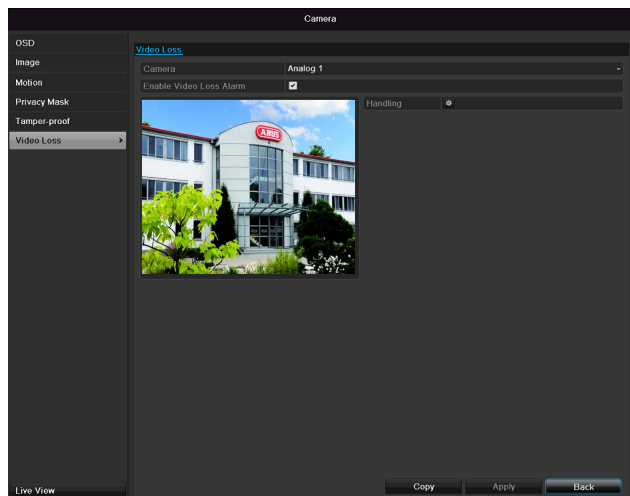 Camera
OSD
Image
Motion
Privacy Mask
Tamper-proof
Video Loss
Live View
Video Loss
Camera Analog 1
Enable Video Loss Alarm
Handling
ABUS
Copy Apply Back